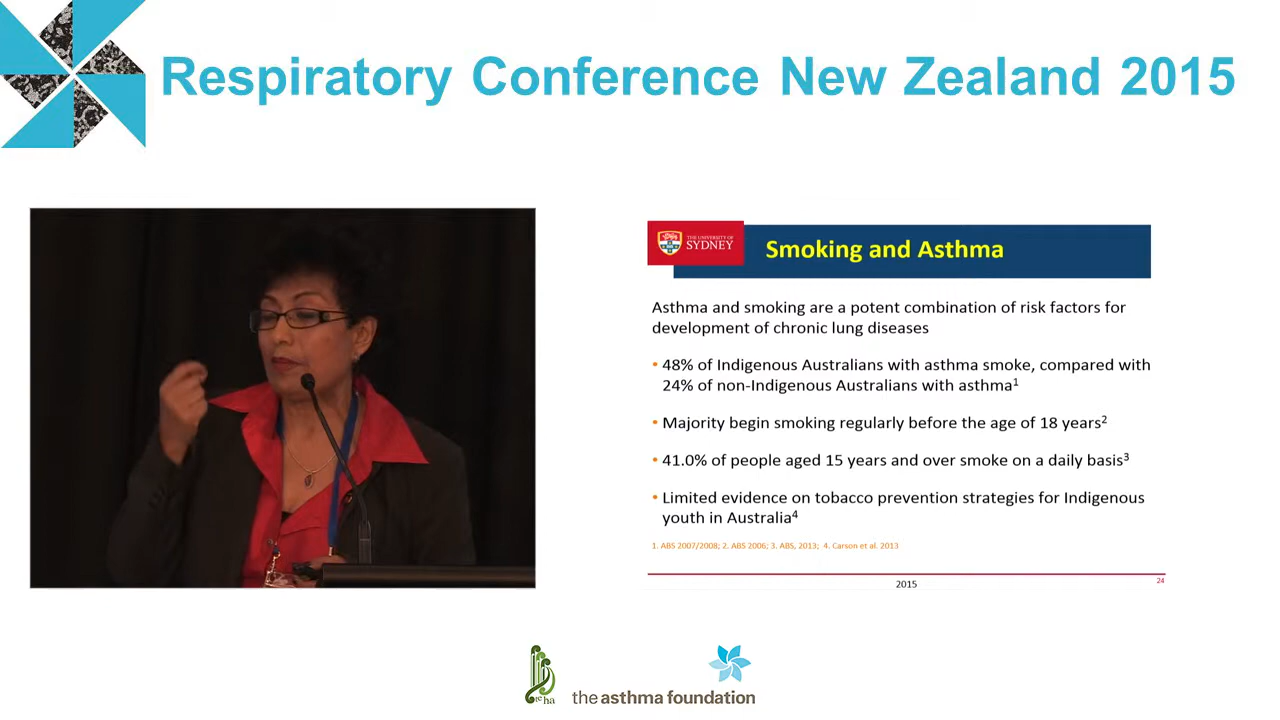 Respiratory Conference New Zealand 2015
THE UNIVERSITY OF
SYDNEY
Smoking and Asthma
Asthma and smoking are a potent combination of risk factors for
development of chronic lung diseases
• 48% of Indigenous Australians with asthma smoke, compared with
24% of non-Indigenous Australians with asthma1
• Majority begin smoking regularly before the age of 18 years2
• 41.0% of people aged 15 years and over smoke on a daily basis3
• Limited evidence on tobacco prevention strategies for Indigenous
youth in Australia4
1. ABS 2007/2008; 2. ABS 2006; 3. ABS, 2013; 4. Carson et al. 2013
2015
24
te ha
the asthma foundation